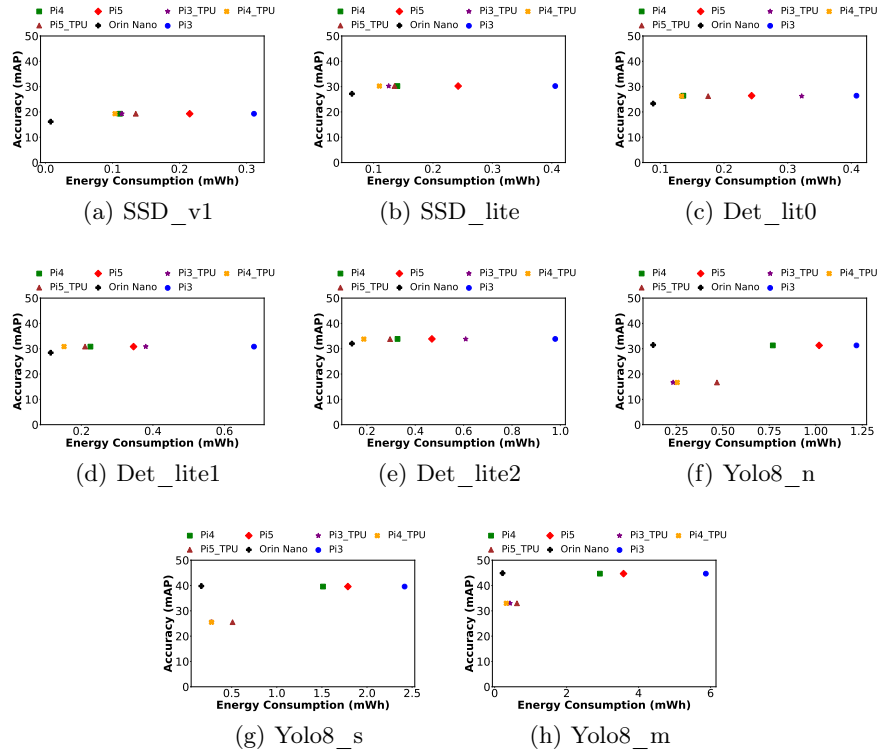 Pi4 Pi5 Pi3_TPU Pi4_TPU
Pi5_TPU Orin Nano Pi3
50
40
30
20
10
0
Accuracy (mAP)
0.0 0.1 0.2 0.3
Energy Consumption (mWh)
(a) SSD_v1
Pi4 Pi5 Pi3_TPU Pi4_TPU
Pi5_TPU Orin Nano Pi3
50
40
30
20
10
0
Accuracy (mAP)
0.1 0.2 0.3 0.4
Energy Consumption (mWh)
(b) SSD_lite
Pi4 Pi5 Pi3_TPU Pi4_TPU
Pi5_TPU Orin Nano Pi3
50
40
30
20
10
0
Accuracy (mAP)
0.1 0.2 0.3 0.4
Energy Consumption (mWh)
(c) Det_lit0
Pi4 Pi5 Pi3_TPU Pi4_TPU
Pi5_TPU Orin Nano Pi3
50
40
30
20
10
0
Accuracy (mAP)
0.2 0.4 0.6
Energy Consumption (mWh)
(d) Det_lite1
Pi4 Pi5 Pi3_TPU Pi4_TPU
Pi5_TPU Orin Nano Pi3
50
40
30
20
10
0
Accuracy (mAP)
0.2 0.4 0.6 0.8 1.0
Energy Consumption (mWh)
(e) Det_lite2
Pi4 Pi5 Pi3_TPU Pi4_TPU
Pi5_TPU Orin Nano Pi3
50
40
30
20
10
0
Accuracy (mAP)
0.25 0.50 0.75 1.00 1.25
Energy Consumption (mWh)
(f) Yolo8_n
Pi4 Pi5 Pi3_TPU Pi4_TPU
Pi5_TPU Orin Nano Pi3
50
40
30
20
10
0
Accuracy (mAP)
0.5 1.0 1.5 2.0 2.5
Energy Consumption (mWh)
(g) Yolo8_s
Pi4 Pi5 Pi3_TPU Pi4_TPU
Pi5_TPU Orin Nano Pi3
50
40
30
20
10
0
Accuracy (mAP)
0 2 4 6
Energy Consumption (mWh)
(h) Yolo8_m